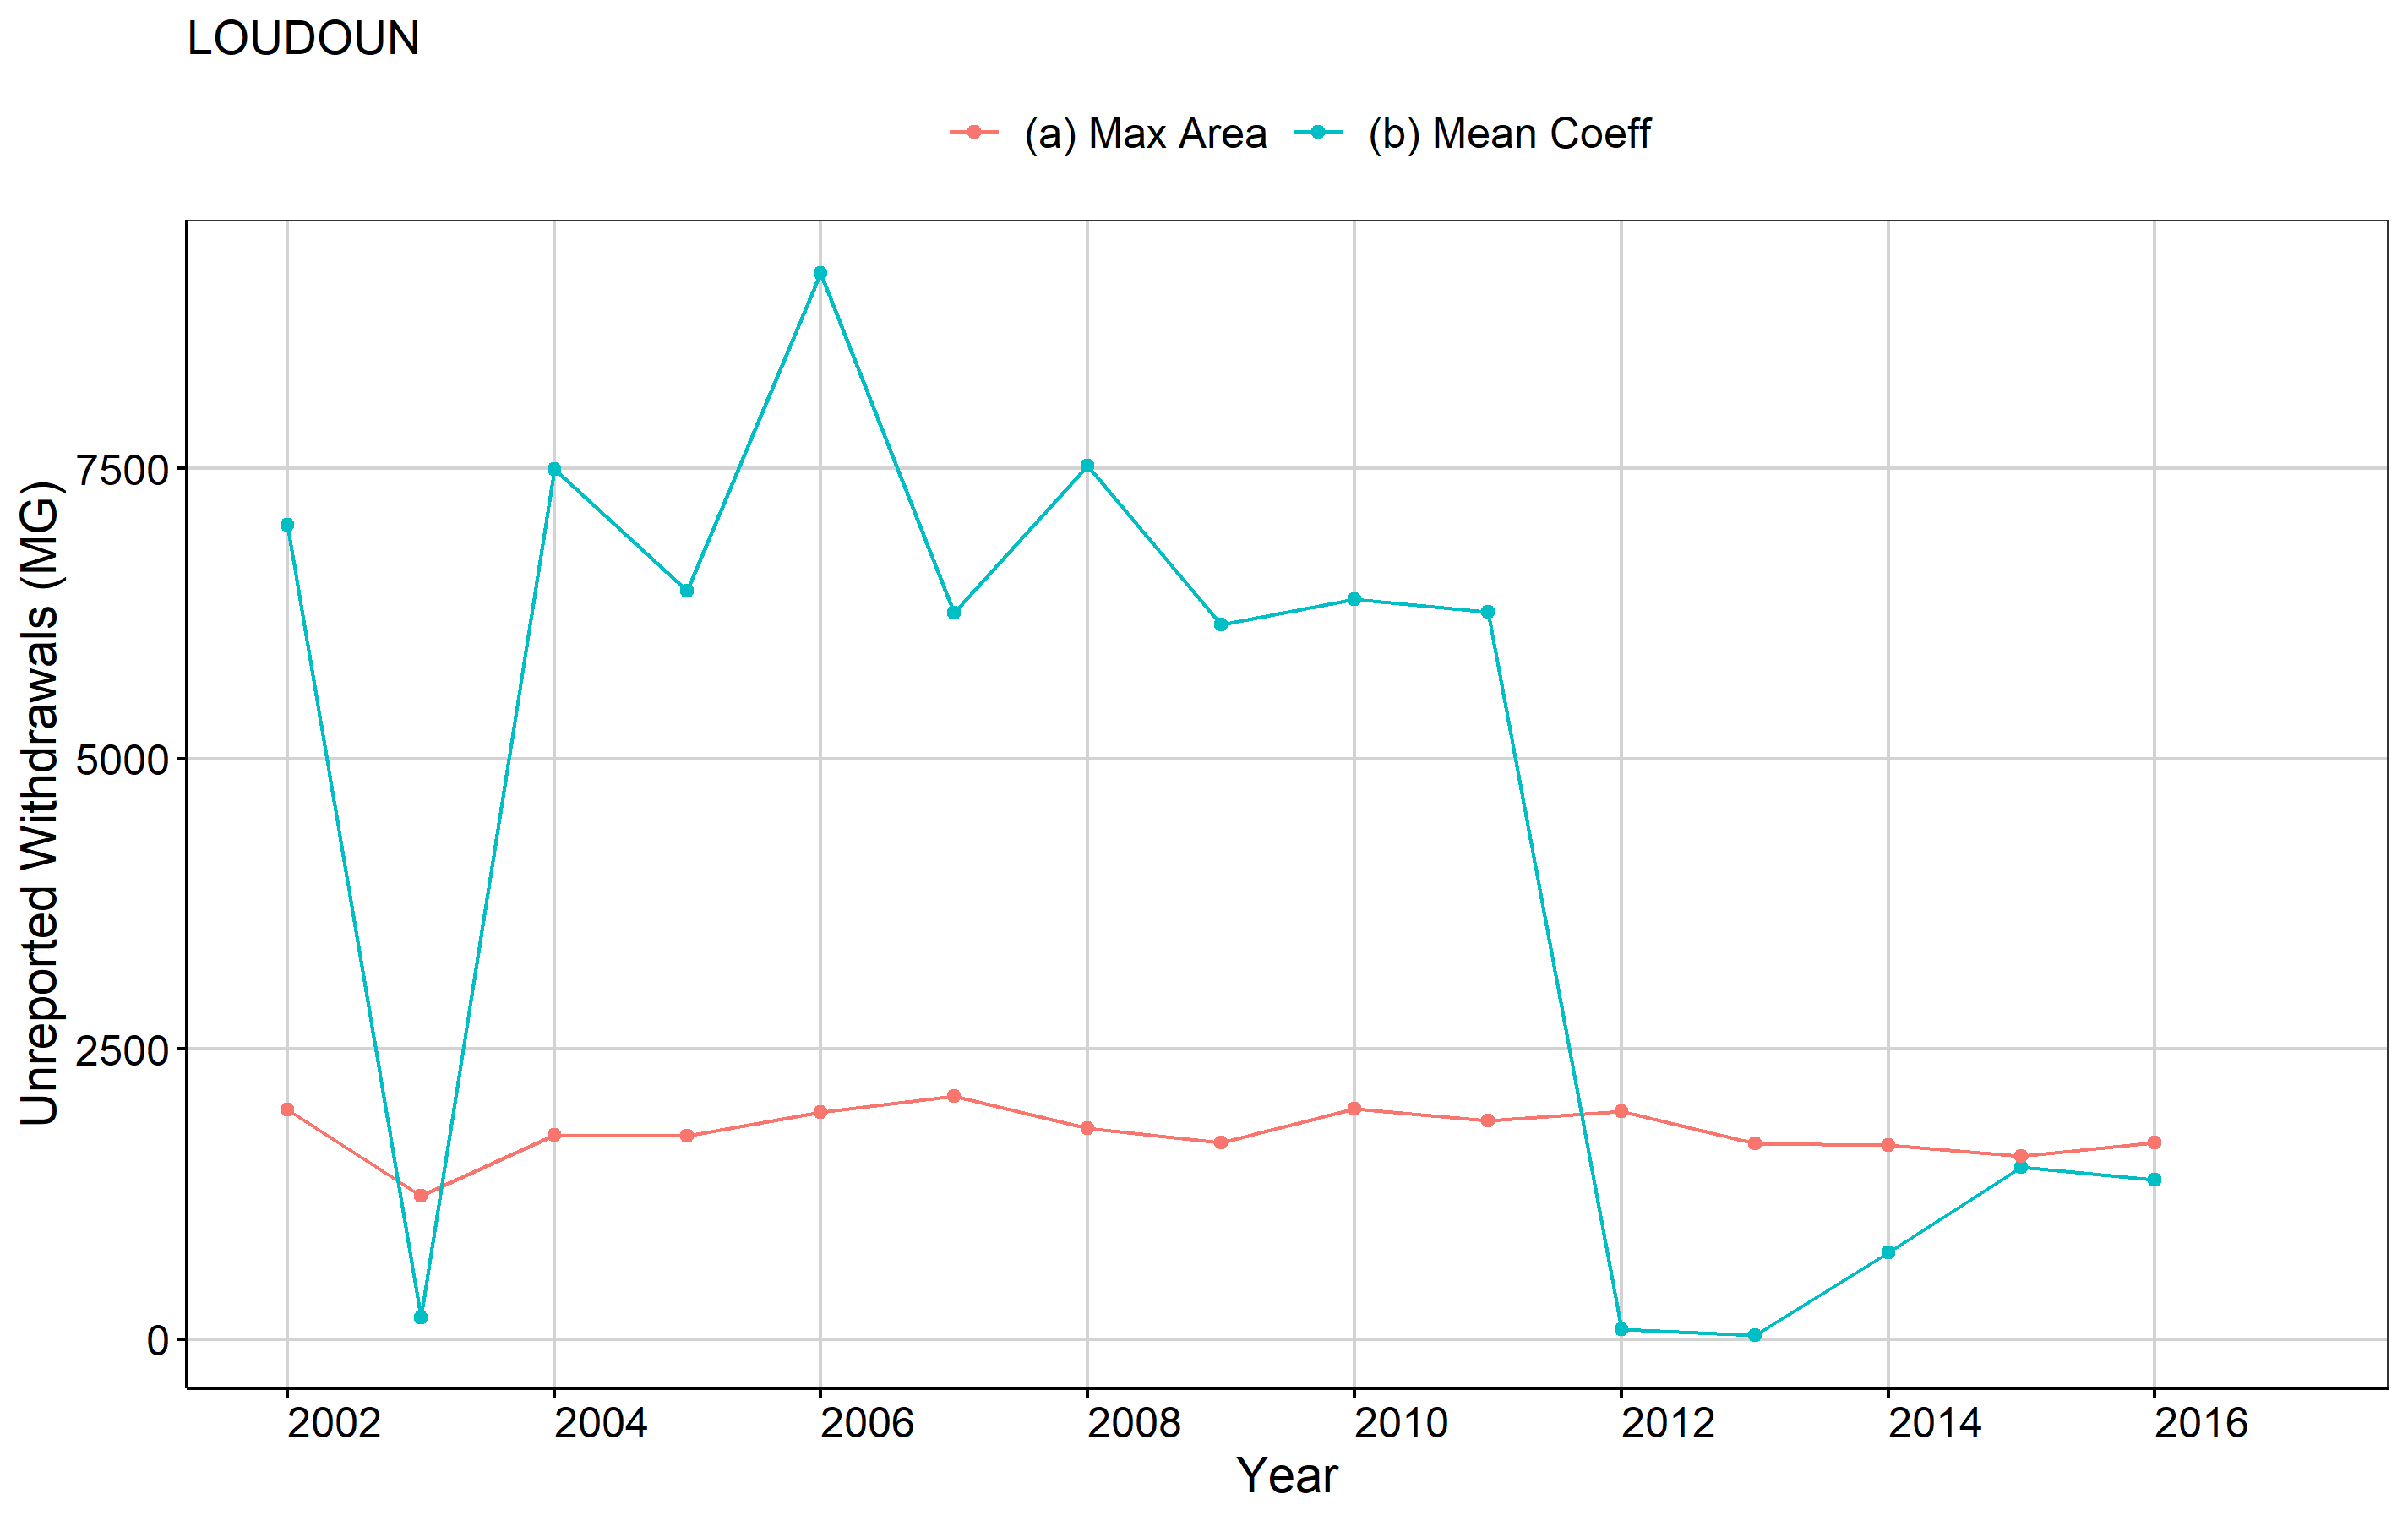 LOUDOUN
(a) Max Area (b) Mean Coeff
Unreported Withdrawals (MG)
7500
5000
2500
0
2002 2004 2006 2008 2010 2012 2014 2016
Year